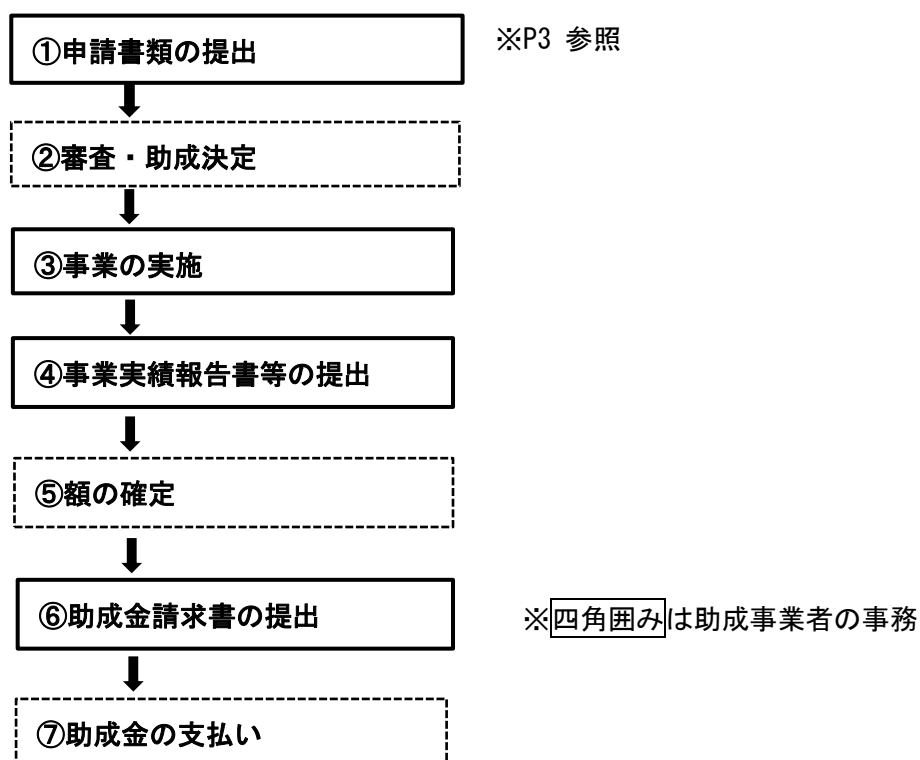 ①申請書類の提出
※P3 参照
②審査・助成決定
③事業の実施
④事業実績報告書等の提出
⑤額の確定
⑥助成金請求書の提出
※四角囲みは助成事業者の事務
⑦助成金の支払い